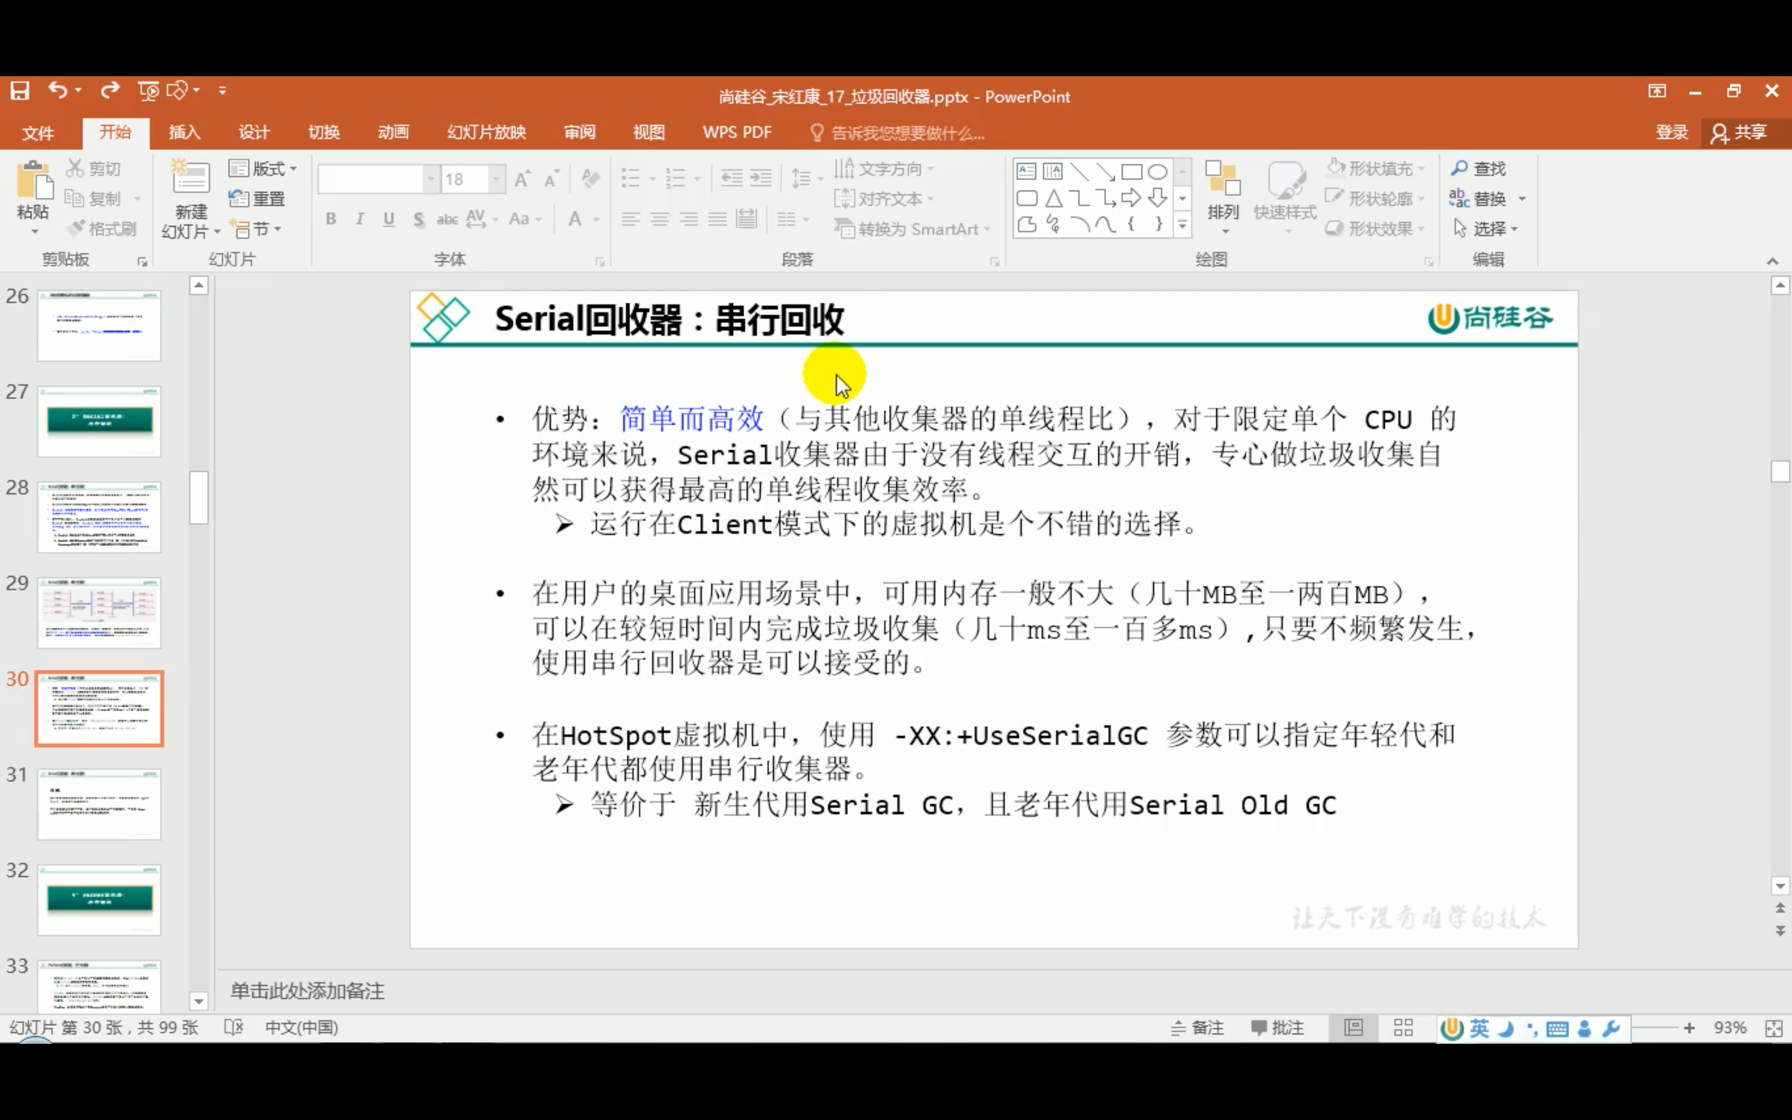 尚硅谷_宋红康_17_垃圾回收器.pptx - PowerPoint
文件 开始 插入 设计 切换 动画 幻灯片放映 审阅 视图 WPS PDF 告诉我您想要做什么... 登录 共享
粘贴 剪切 复制 格式刷 剪贴板
新建 幻灯片 版式 重置 节 幻灯片
18 B I U S abc AV Aa A 字体
文字方向 对齐文本 转换为 SmartArt 段落
排列 快速样式 形状填充 形状轮廓 形状效果 绘图
查找 替换 选择 编辑
26
27
28
29
30
31
32
33
Serial回收器：串行回收
尚硅谷
• 优势：简单而高效（与其他收集器的单线程比），对于限定单个 CPU 的
环境来说，Serial收集器由于没有线程交互的开销，专心做垃圾收集自
然可以获得最高的单线程收集效率。
➢ 运行在Client模式下的虚拟机是个不错的选择。
• 在用户的桌面应用场景中，可用内存一般不大（几十MB至一两百MB），
可以在较短时间内完成垃圾收集（几十ms至一百多ms）,只要不频繁发生，
使用串行回收器是可以接受的。
• 在HotSpot虚拟机中，使用 -XX:+UseSerialGC 参数可以指定年轻代和
老年代都使用串行收集器。
➢ 等价于 新生代用Serial GC，且老年代用Serial Old GC
让天下没有难学的技术
单击此处添加备注
幻灯片 第 30 张，共 99 张 中文(中国) 备注 批注 英 93%